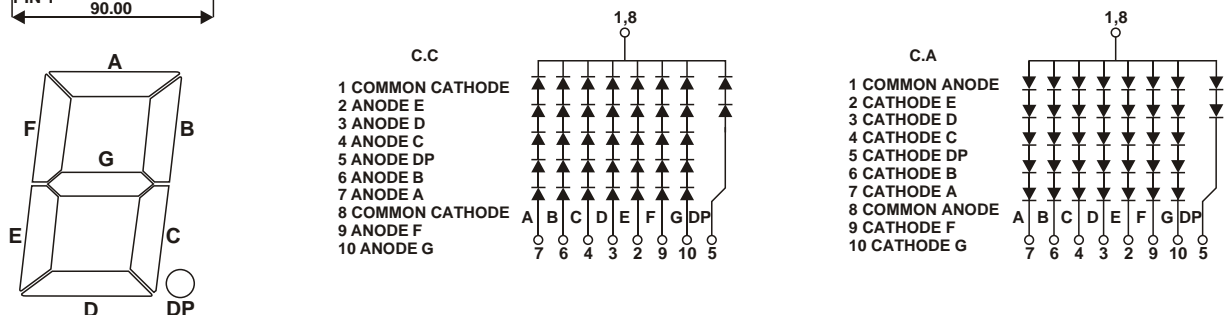 PIN 1
90.00
A
F
B
G
E
C
D
DP
C.C
1 COMMON CATHODE
2 ANODE E
3 ANODE D
4 ANODE C
5 ANODE DP
6 ANODE B
7 ANODE A
8 COMMON CATHODE
9 ANODE F
10 ANODE G
1,8
A B C D E F G DP
7 6 4 3 2 9 10 5
C.A
1 COMMON ANODE
2 CATHODE E
3 CATHODE D
4 CATHODE C
5 CATHODE DP
6 CATHODE B
7 CATHODE A
8 COMMON ANODE
9 CATHODE F
10 CATHODE G
1,8
A B C D E F G DP
7 6 4 3 2 9 10 5